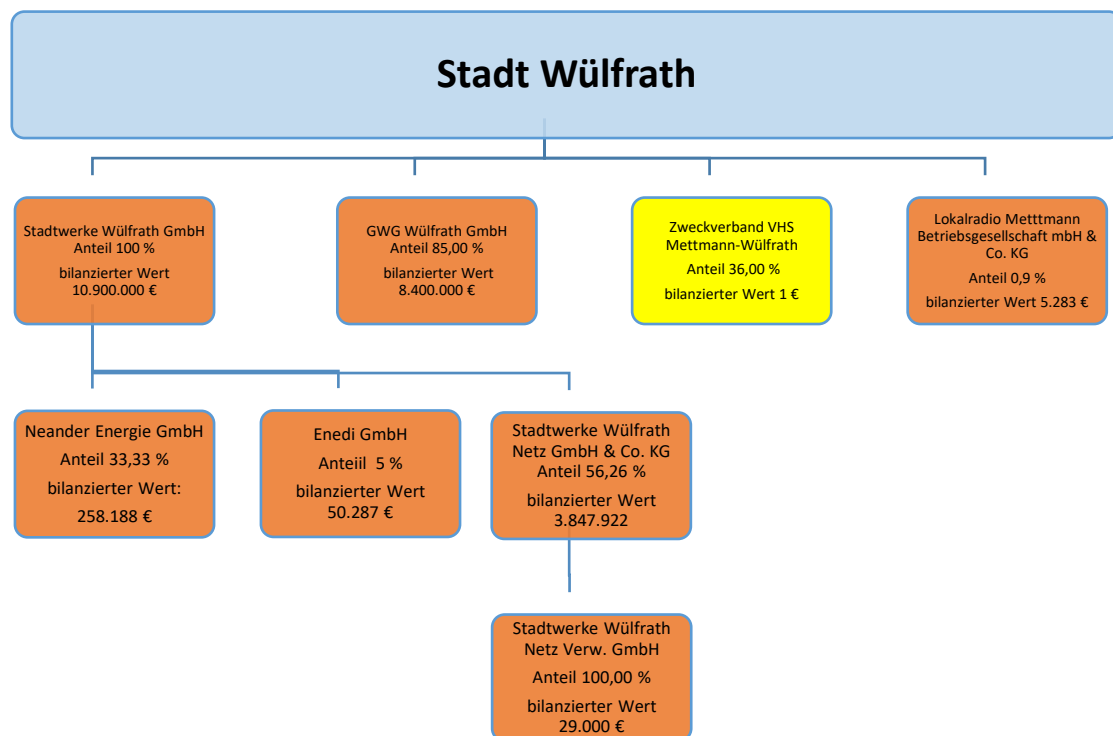 Stadt Wülfrath
Stadtwerke Wülfrath GmbH
Anteil 100 %
bilanzierter Wert
10.900.000 €
GWG Wülfrath GmbH
Anteil 85,00 %
bilanzierter Wert
8.400.000 €
Zweckverband VHS
Mettmann-Wülfrath
Anteil 36,00 %
bilanzierter Wert 1 €
Lokalradio Metttmann
Betriebsgesellschaft mbH &
Co. KG
Anteil 0,9 %
bilanzierter Wert 5.283 €
Neander Energie GmbH
Anteil 33,33 %
bilanzierter Wert:
258.188 €
Enedi GmbH
Anteiil 5 %
bilanzierter Wert
50.287 €
Stadtwerke Wülfrath
Netz GmbH & Co. KG
Anteil 56,26 %
bilanzierter Wert
3.847.922
Stadtwerke Wülfrath
Netz Verw. GmbH
Anteil 100,00 %
bilanzierter Wert
29.000 €